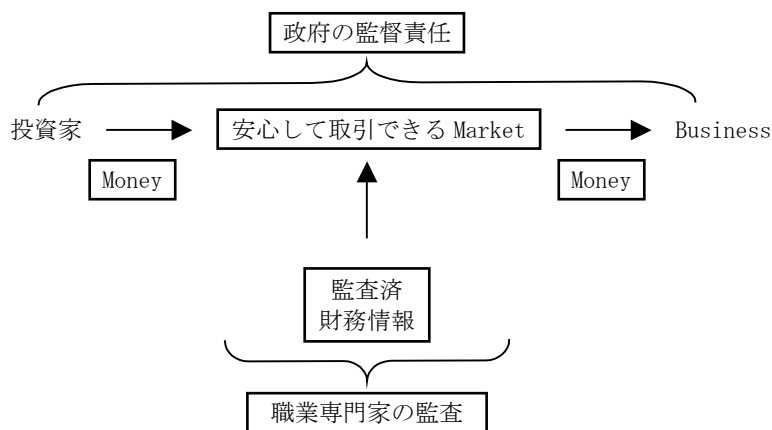 政府の監督責任
投資家
安心して取引できる Market
Business
Money
Money
監査済
財務情報
職業専門家の監査